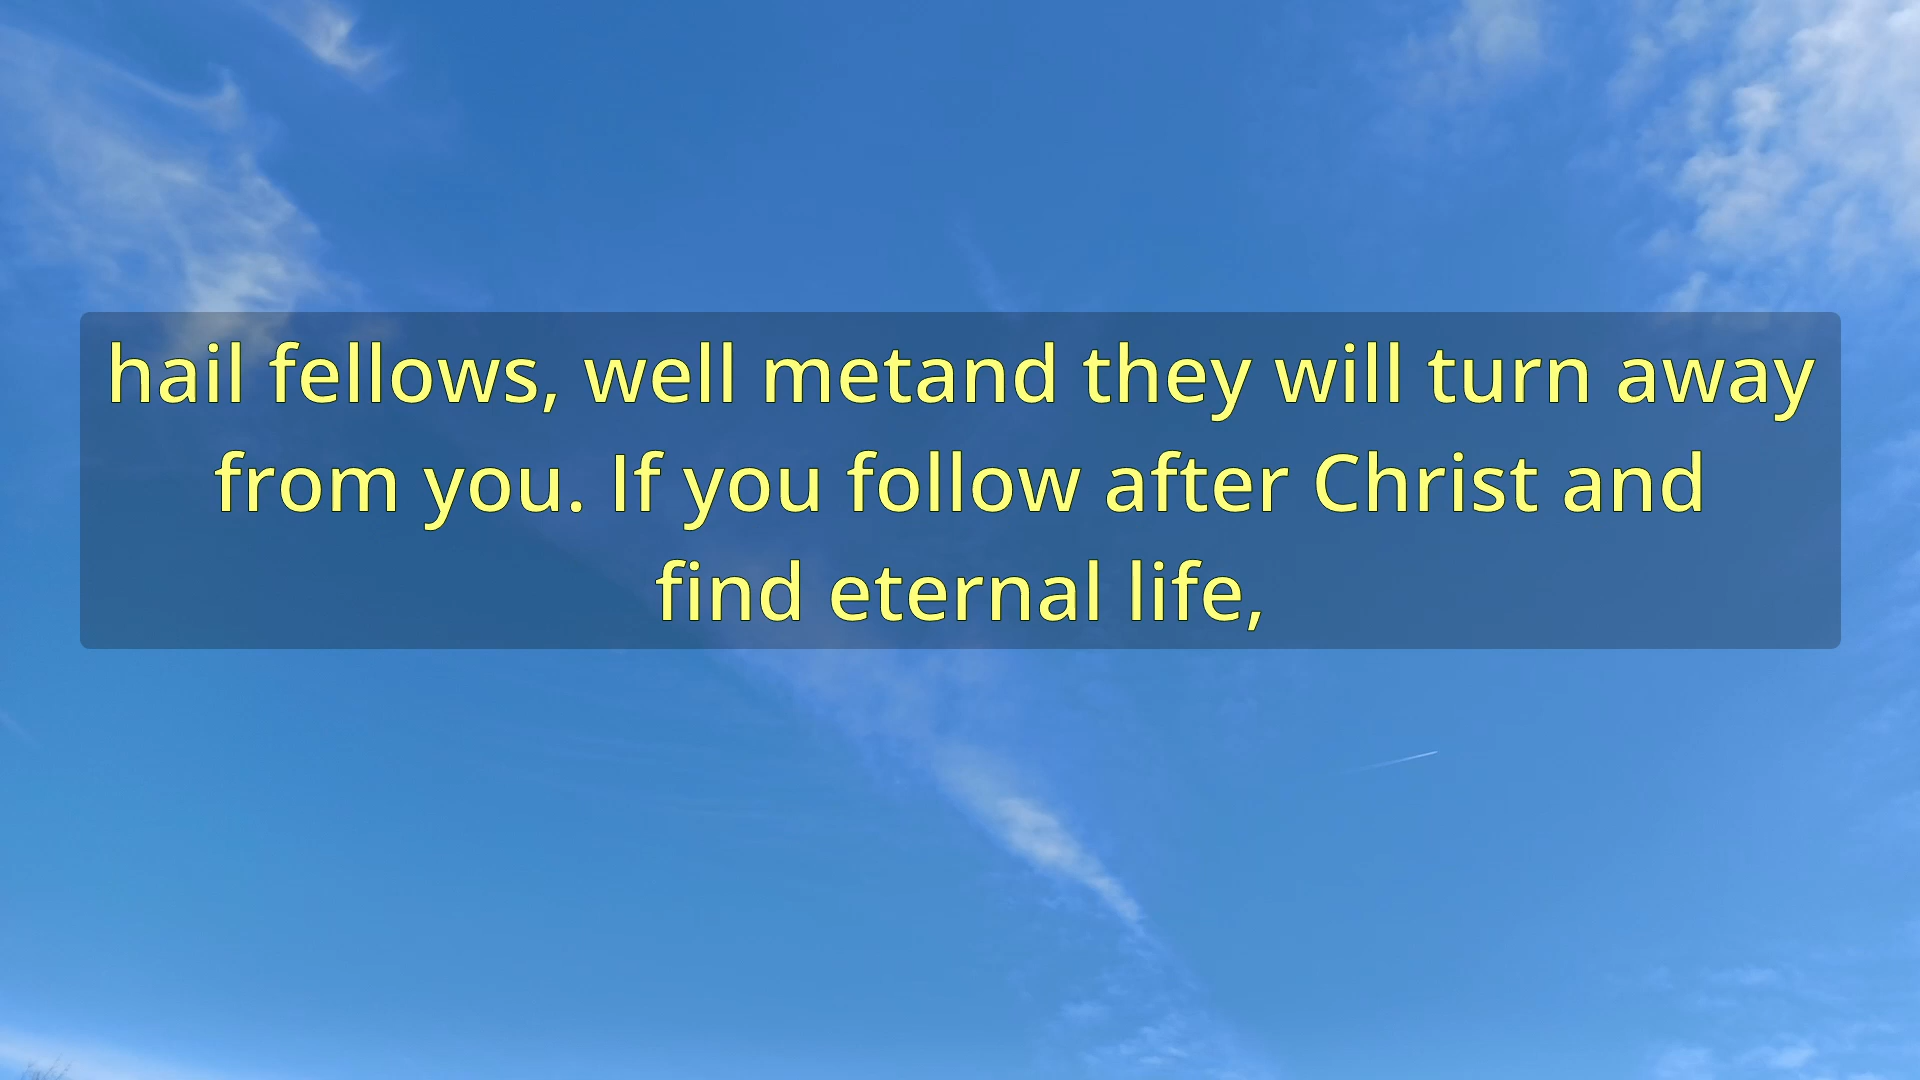 hail fellows, well metand they will turn away
from you. If you follow after Christ and
find eternal life,